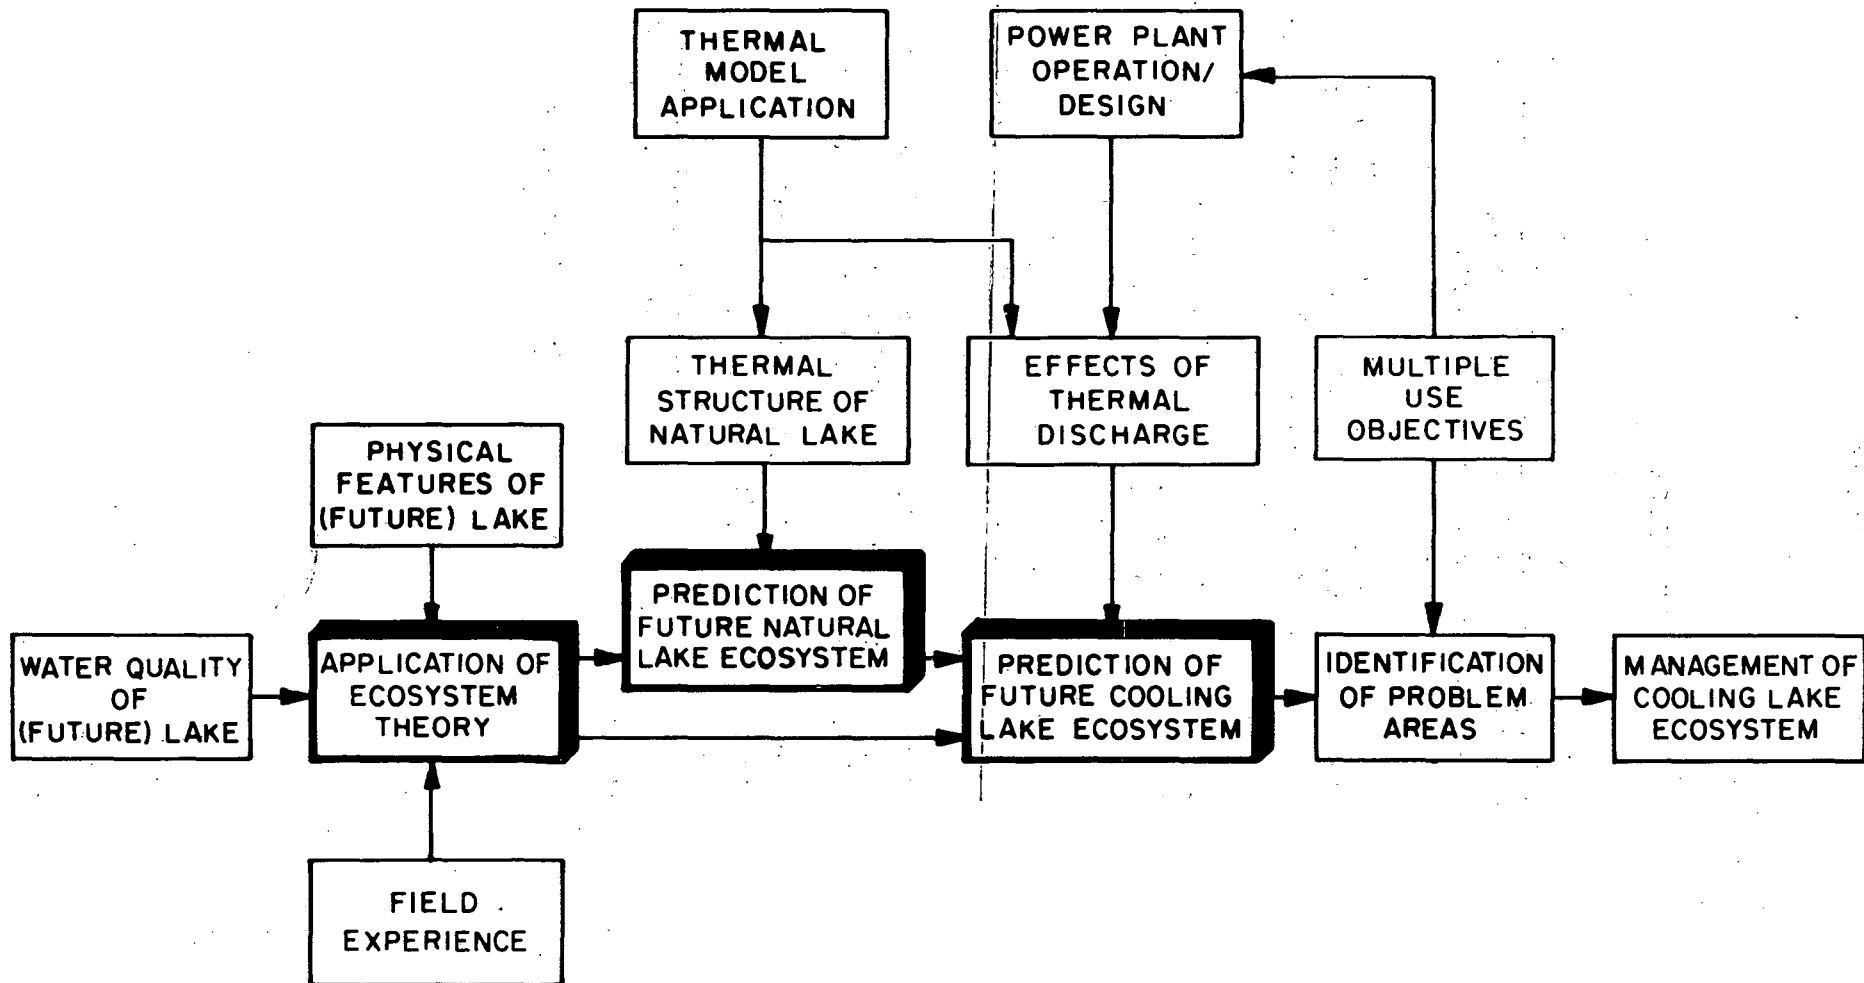 THERMAL
MODEL
APPLICATION
POWER PLANT
OPERATION/
DESIGN
THERMAL
STRUCTURE OF
NATURAL LAKE
EFFECTS OF
THERMAL
DISCHARGE
MULTIPLE
USE
OBJECTIVES
PHYSICAL
FEATURES OF
(FUTURE) LAKE
WATER QUALITY
OF
(FUTURE) LAKE
APPLICATION OF
ECOSYSTEM
THEORY
PREDICTION OF
FUTURE NATURAL
LAKE ECOSYSTEM
PREDICTION OF
FUTURE COOLING
LAKE ECOSYSTEM
IDENTIFICATION
OF PROBLEM
AREAS
MANAGEMENT OF
COOLING LAKE
ECOSYSTEM
FIELD
EXPERIENCE